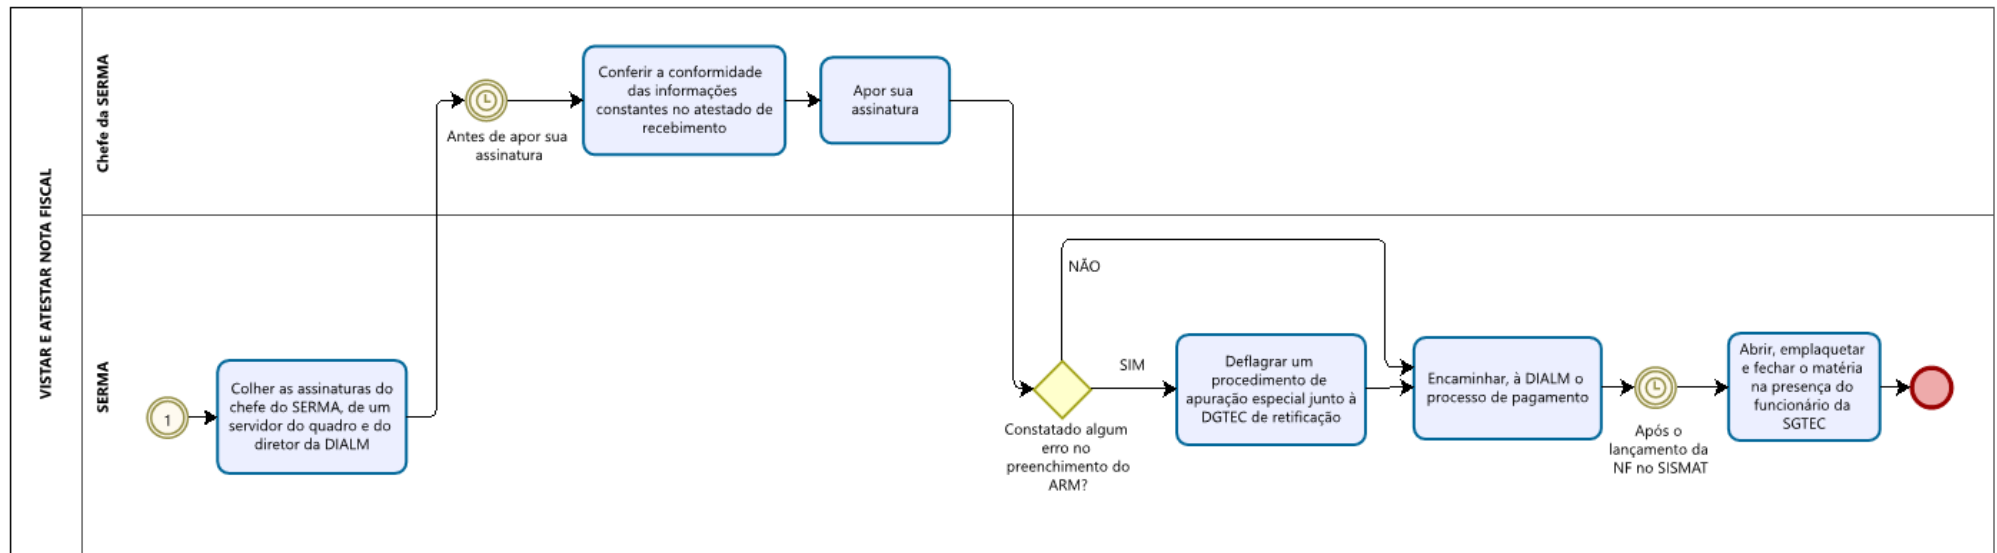 VISTAR E ATESTAR NOTA FISCAL
Chefe da SERMA
Antes de apor sua
assinatura
Conferir a conformidade
das informações
constantes no atestado de
recebimento
Apor sua
assinatura
SERMA
1
Colher as assinaturas do
chefe do SERMA, de um
servidor do quadro e do
diretor da DIALM
NÃO
SIM
Constatado algum
erro no
preenchimento do
ARM?
Deflagrar um
procedimento de
apuração especial junto à
DGTEC de retificação
Encaminhar, à DIALM o
processo de pagamento
Após o
lançamento da
NF no SISMAT
Abrir, emplaquetar
e fechar o matéria
na presença do
funcionário da
SGTEC